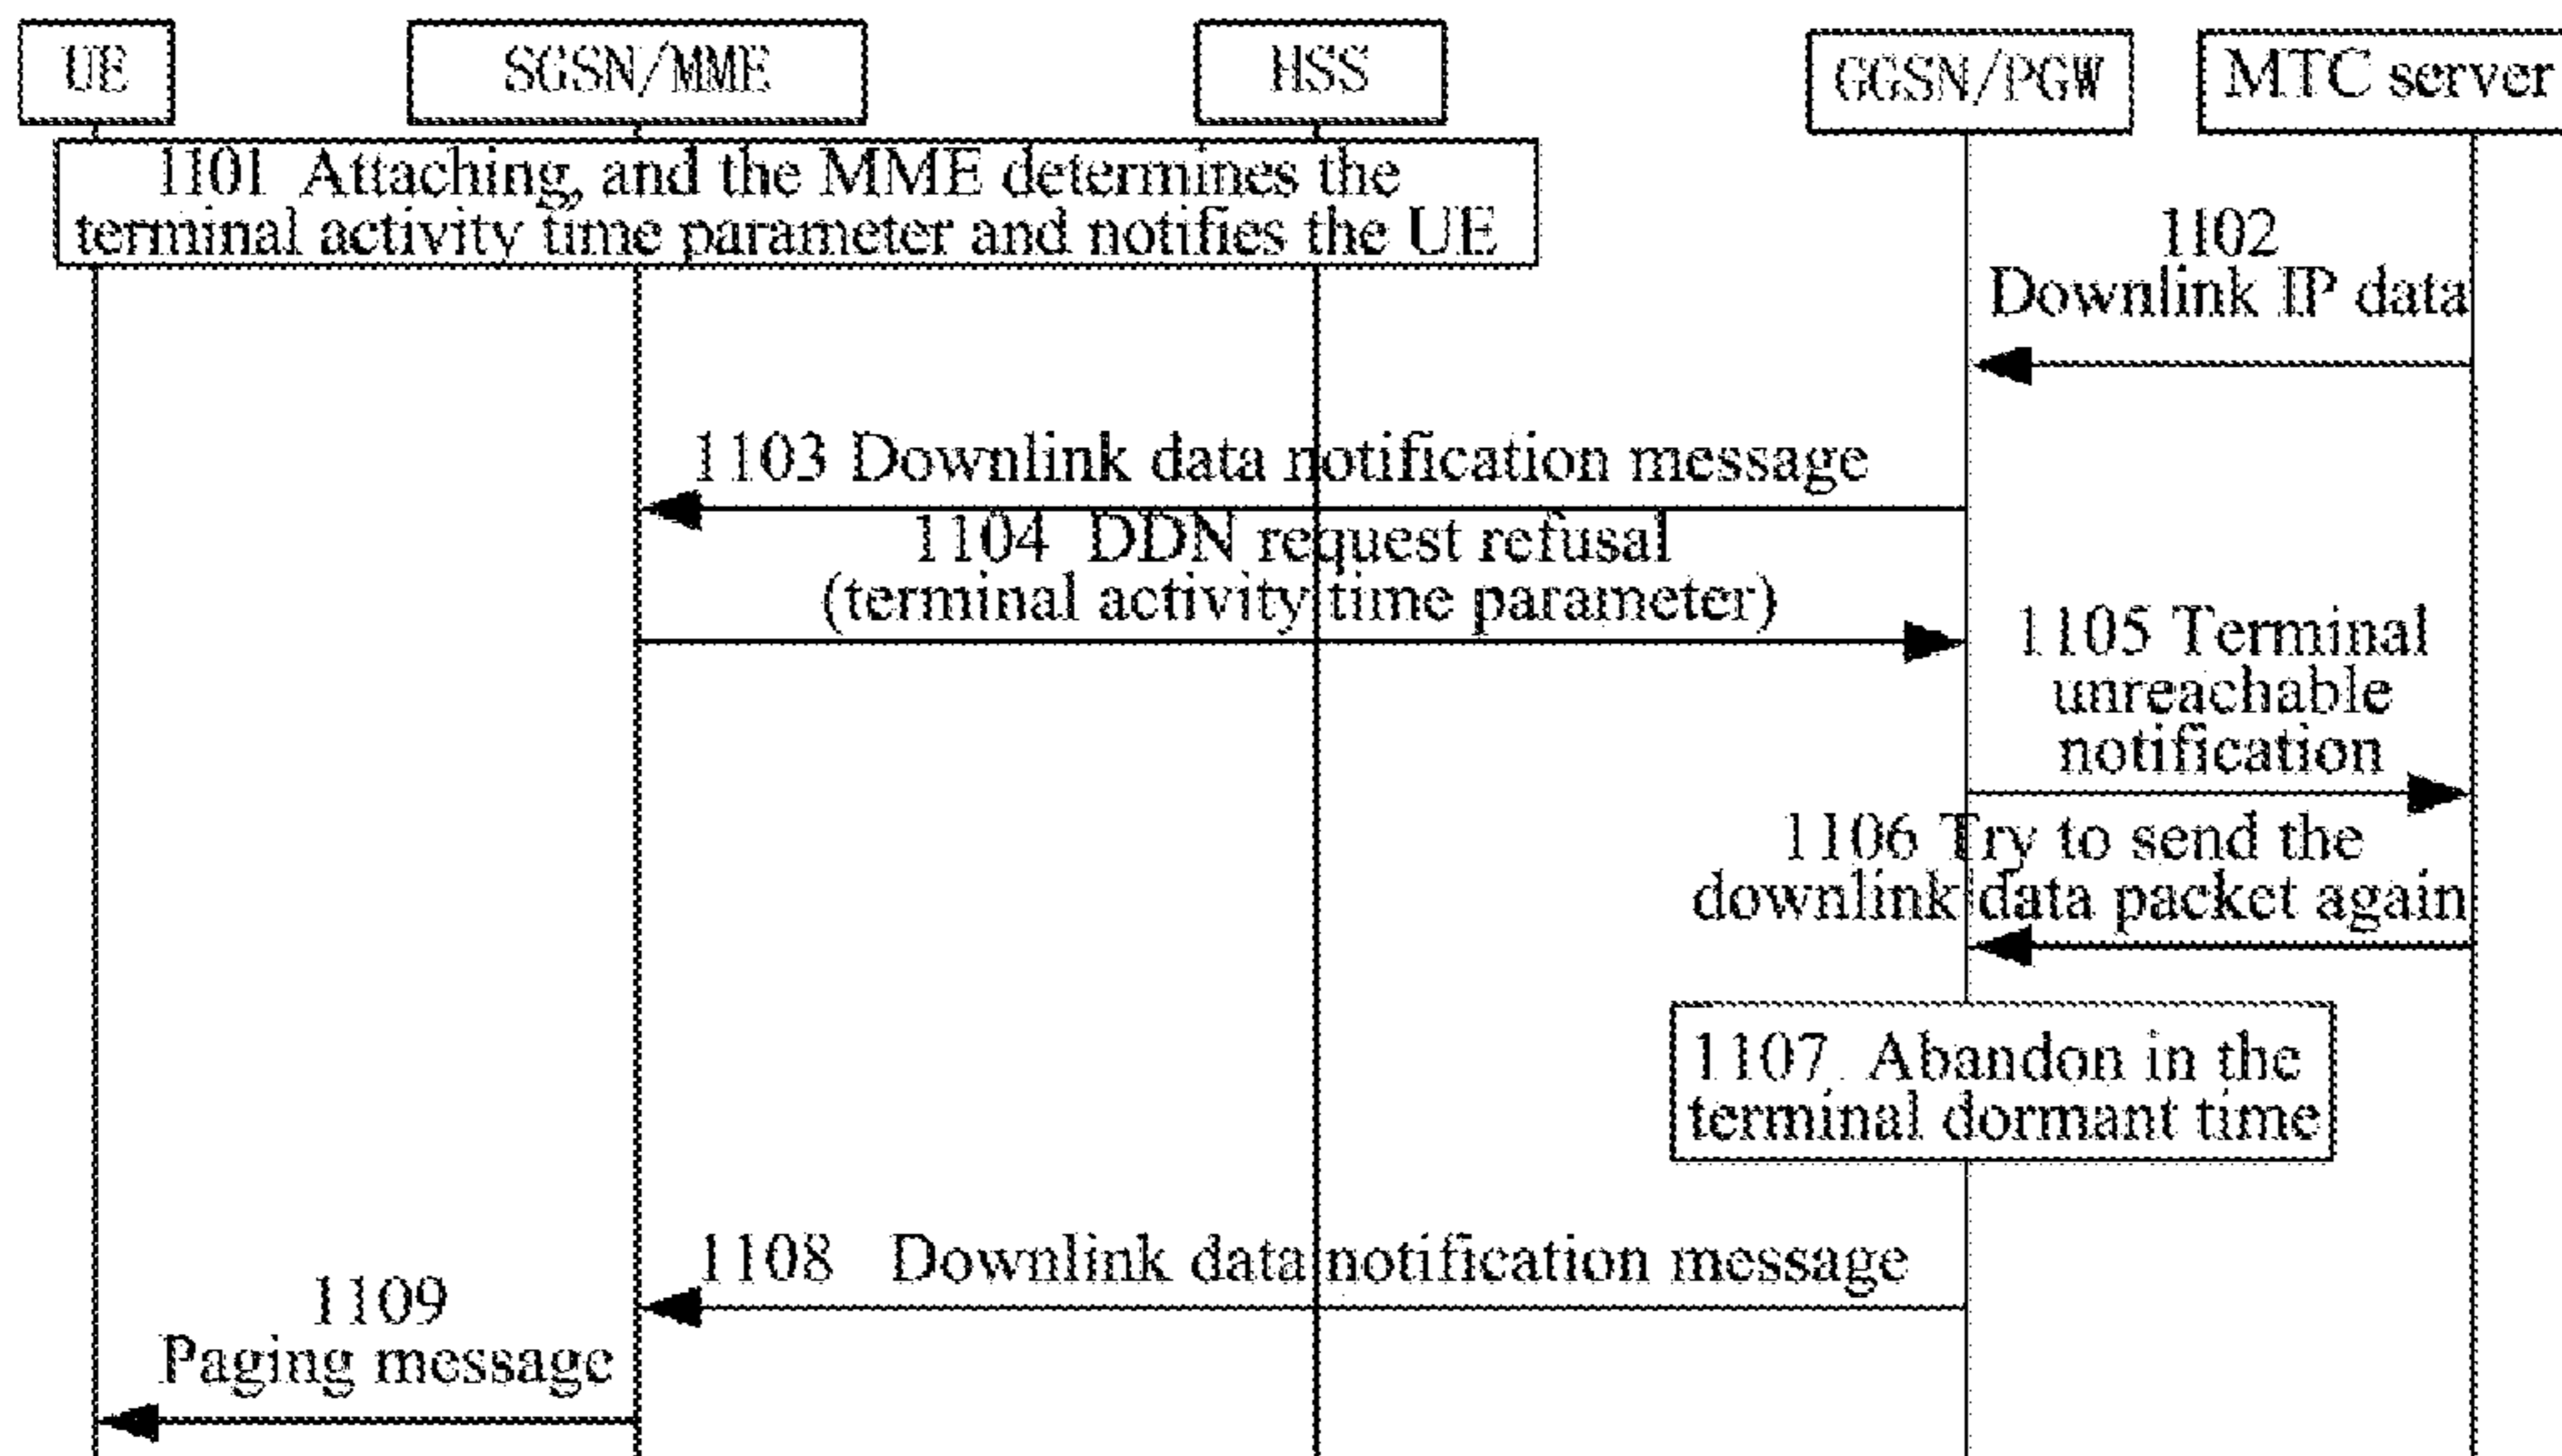 UE
SGSN/MME
HSS
GGSN/PGW
MTC server
1101 Attaching, and the MME determines the
terminal activity time parameter and notifies the UE
1102
Downlink IP data
1103 Downlink data notification message
1104 DDN request refusal
(terminal activity time parameter)
1105 Terminal
unreachable
notification
1106 Try to send the
downlink data packet again
1107 Abandon in the
terminal dormant time
1108 Downlink data notification message
1109
Paging message